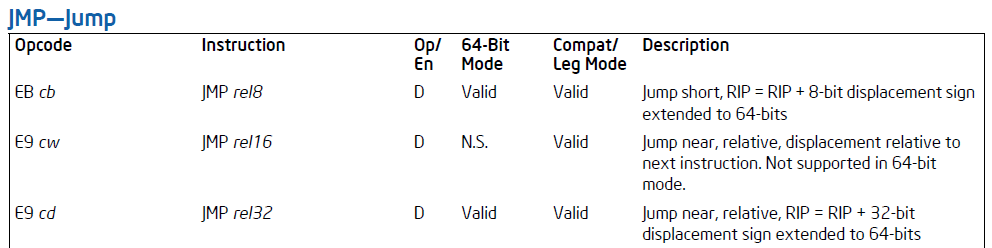 JMP—Jump
Opcode Instruction Op/ 64-Bit Compat/ Description
En Mode Leg Mode
EB cb JMP rel8 D Valid Valid Jump short, RIP = RIP + 8-bit displacement sign
extended to 64-bits
E9 cw JMP rel16 D N.S. Valid Jump near, relative, displacement relative to
next instruction. Not supported in 64-bit
mode.
E9 cd JMP rel32 D Valid Valid Jump near, relative, RIP = RIP + 32-bit
displacement sign extended to 64-bits